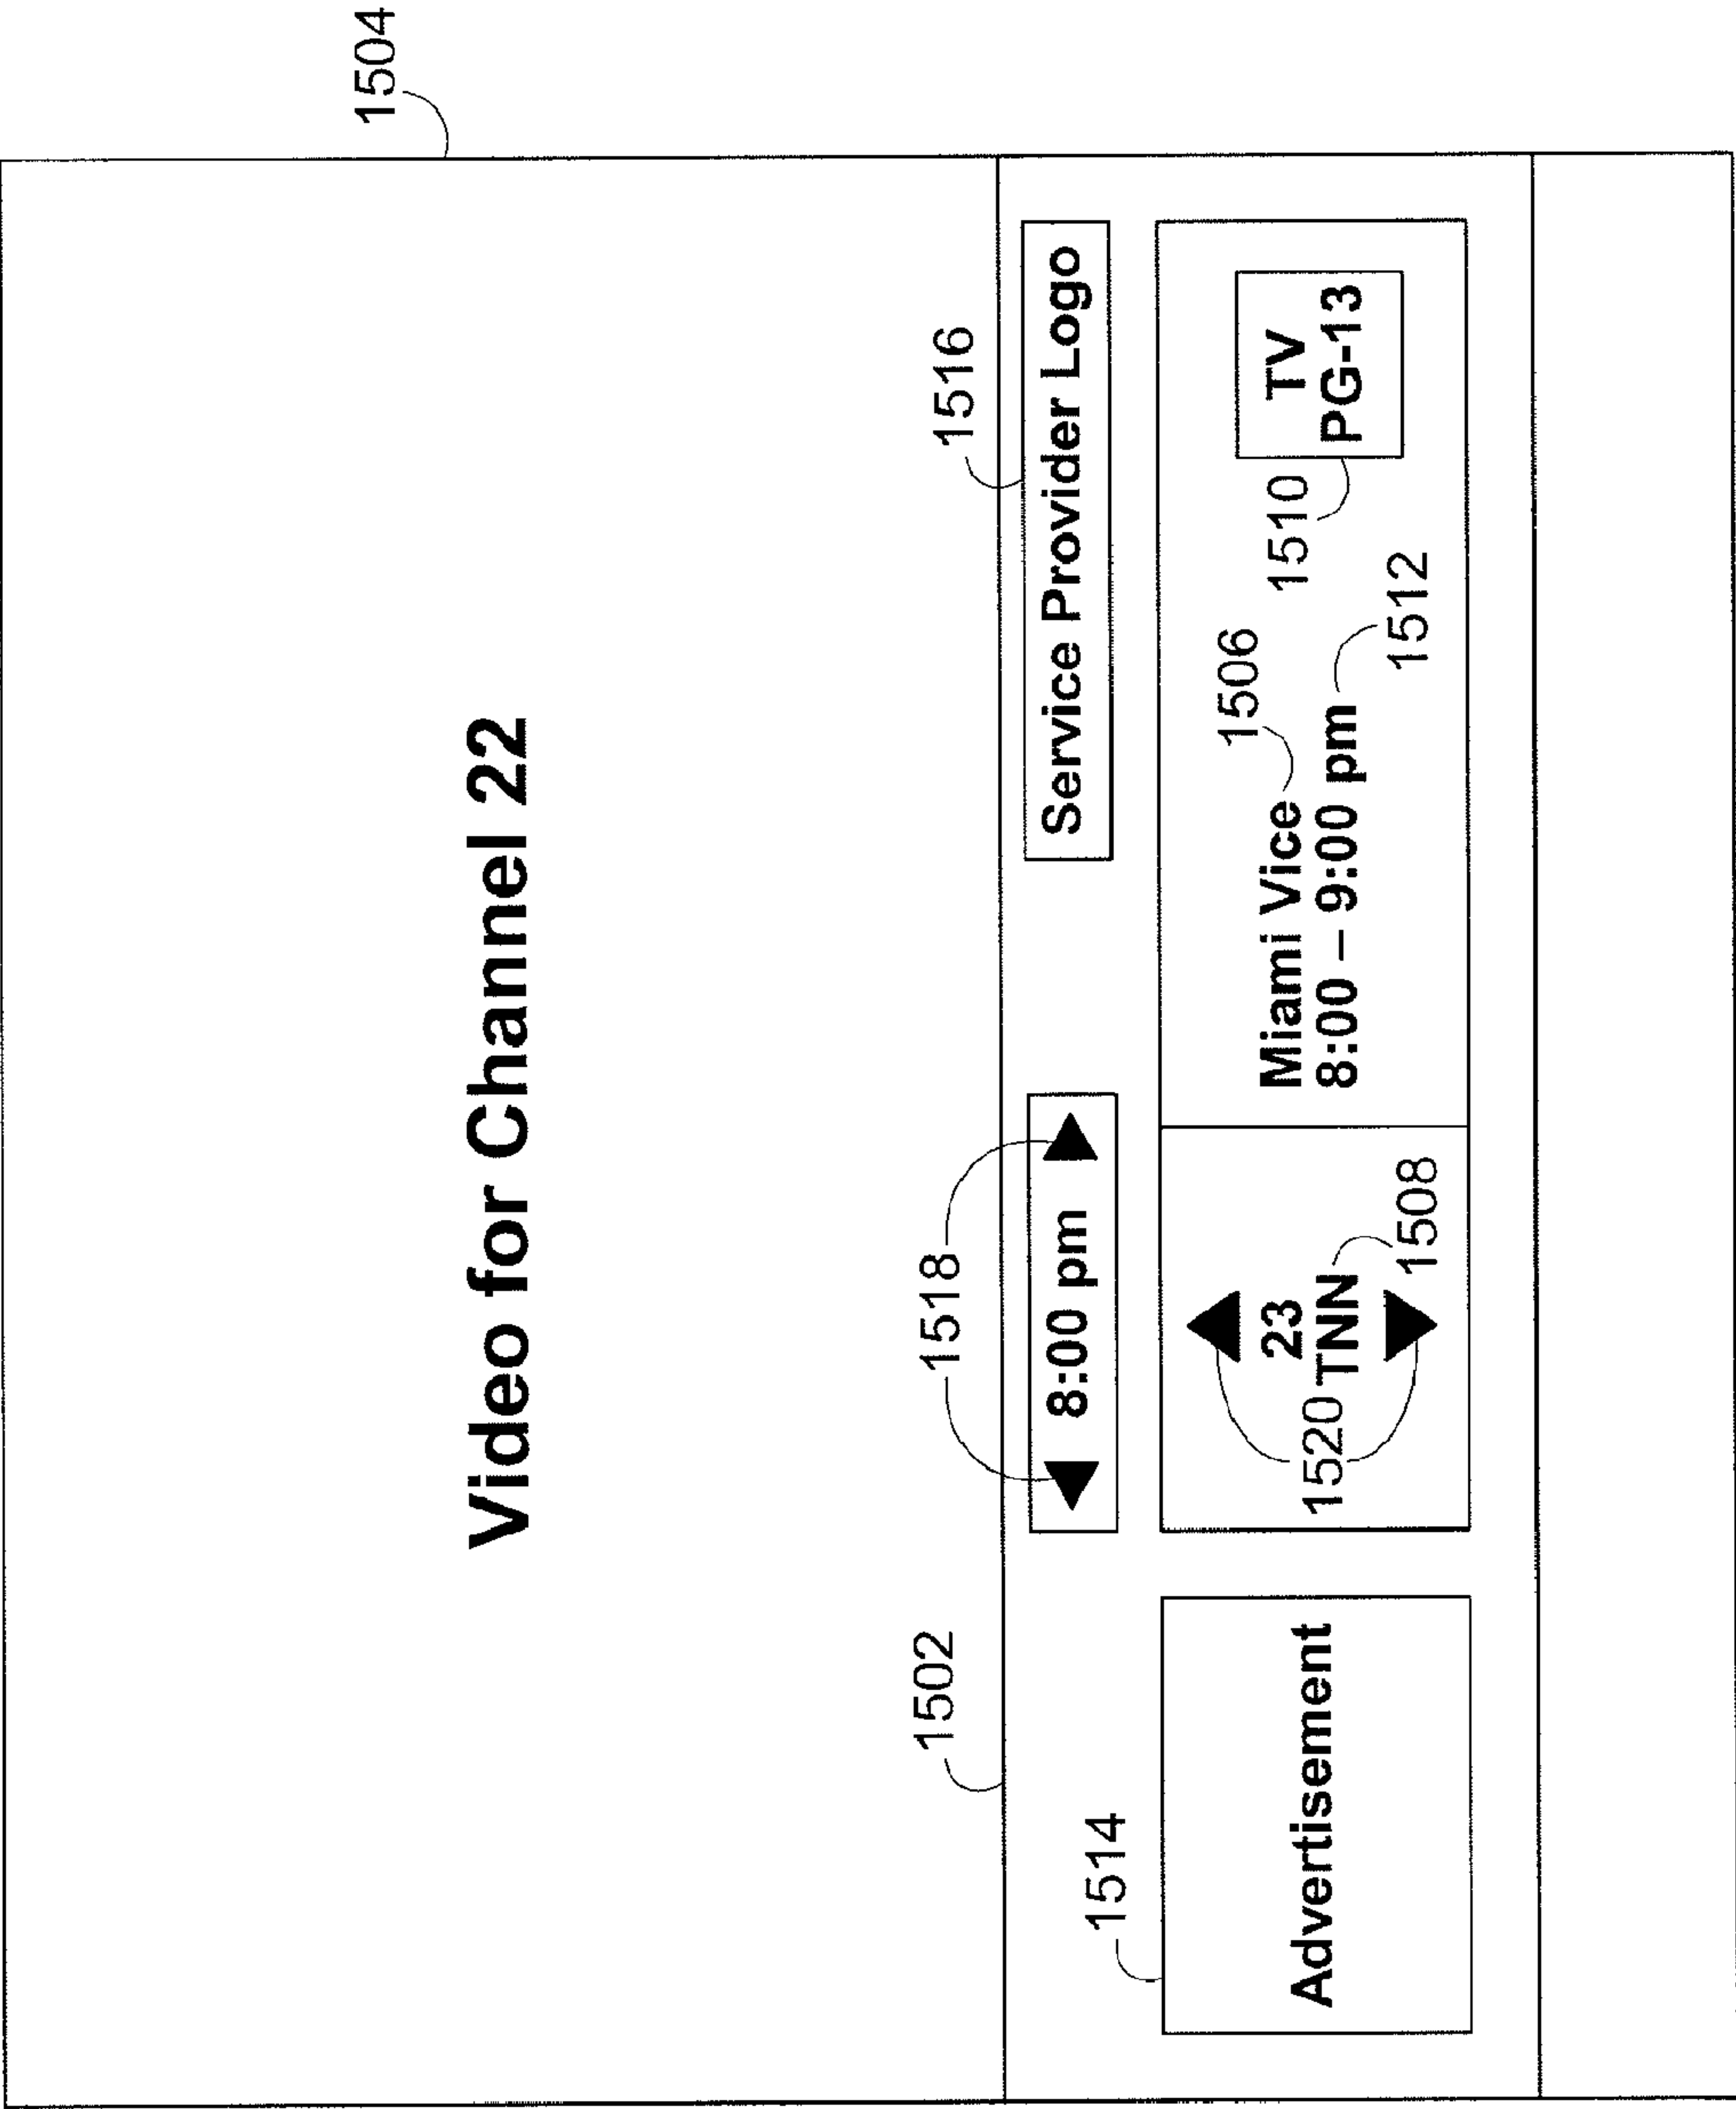 1504
Video for Channel 22
1502
1518
1516
8:00 pm
Service Provider Logo
1514
Advertisement
23
1520 TNN
1508
1506
Miami Vice
8:00 – 9:00 pm
1512
1510
TV
PG-13